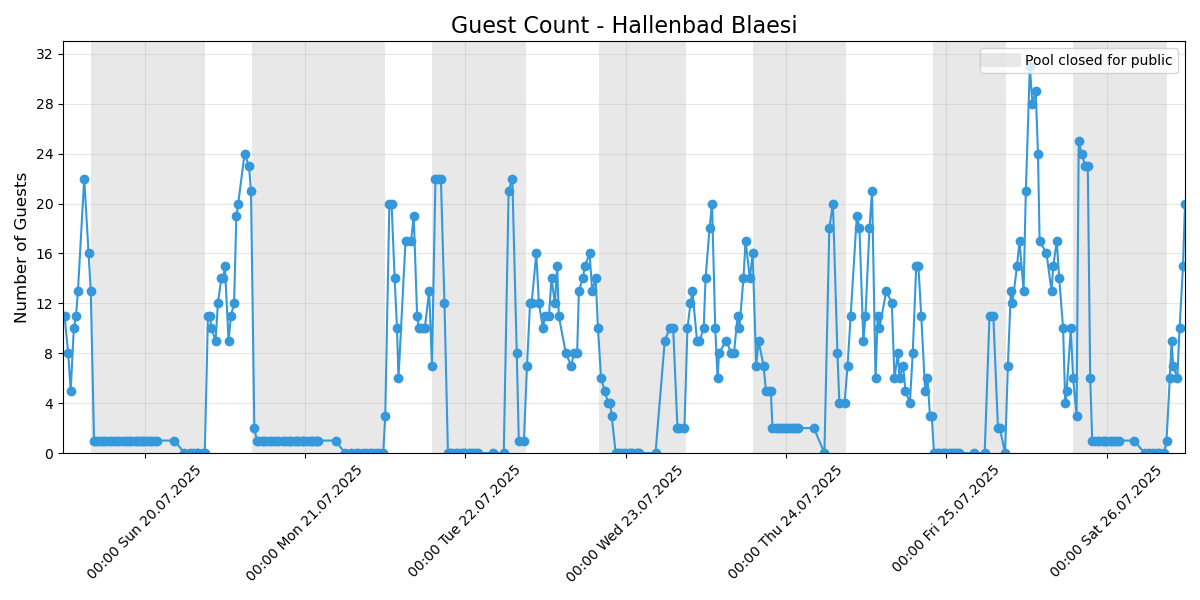 Guest Count - Hallenbad Blaesi
Pool closed for public
Number of Guests
32
28
24
20
16
12
8
4
0
00:00 Sun 20.07.2025
00:00 Mon 21.07.2025
00:00 Tue 22.07.2025
00:00 Wed 23.07.2025
00:00 Thu 24.07.2025
00:00 Fri 25.07.2025
00:00 Sat 26.07.2025